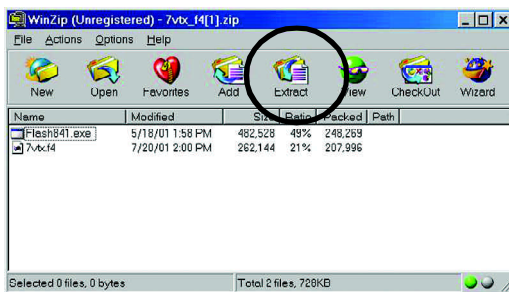 WinZip (Unregistered) - 7vtx_f4[1].zip
File Actions Options Help
New Open Favorites Add Extract View CheckOut Wizard
Name Modified Size Ratio Packed Path
Flash841.exe 5/18/01 1:58 PM 482,528 49% 248,269
7vtx.f4 7/20/01 2:00 PM 262,144 21% 207,996
Selected 0 files, 0 bytes Total 2 files, 728KB